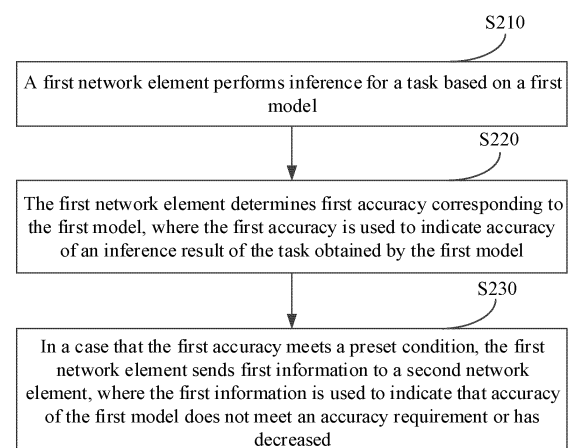 S210
A first network element performs inference for a task based on a first
model
S220
The first network element determines first accuracy corresponding to
the first model, where the first accuracy is used to indicate accuracy
of an inference result of the task obtained by the first model
S230
In a case that the first accuracy meets a preset condition, the first
network element sends first information to a second network
element, where the first information is used to indicate that accuracy
of the first model does not meet an accuracy requirement or has
decreased